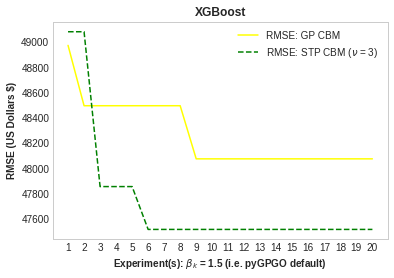 XGBoost
RMSE: GP CBM
RMSE: STP CBM (ν = 3)
RMSE (US Dollars $)
49000
48800
48600
48400
48200
48000
47800
47600
1 2 3 4 5 6 7 8 9 10 11 12 13 14 15 16 17 18 19 20
Experiment(s): βₖ = 1.5 (i.e. pyGPGO default)